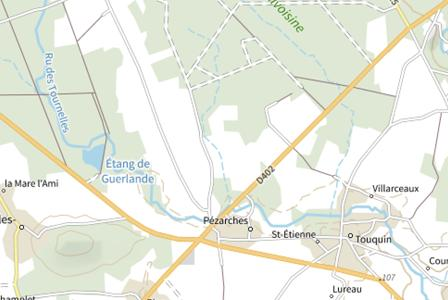 voisine
Ru des Tournelles
Étang de
Guerlande
D402
la Mare l'Ami
Villarceaux
Pézarches
St-Étienne
Touquin
107
Lureau